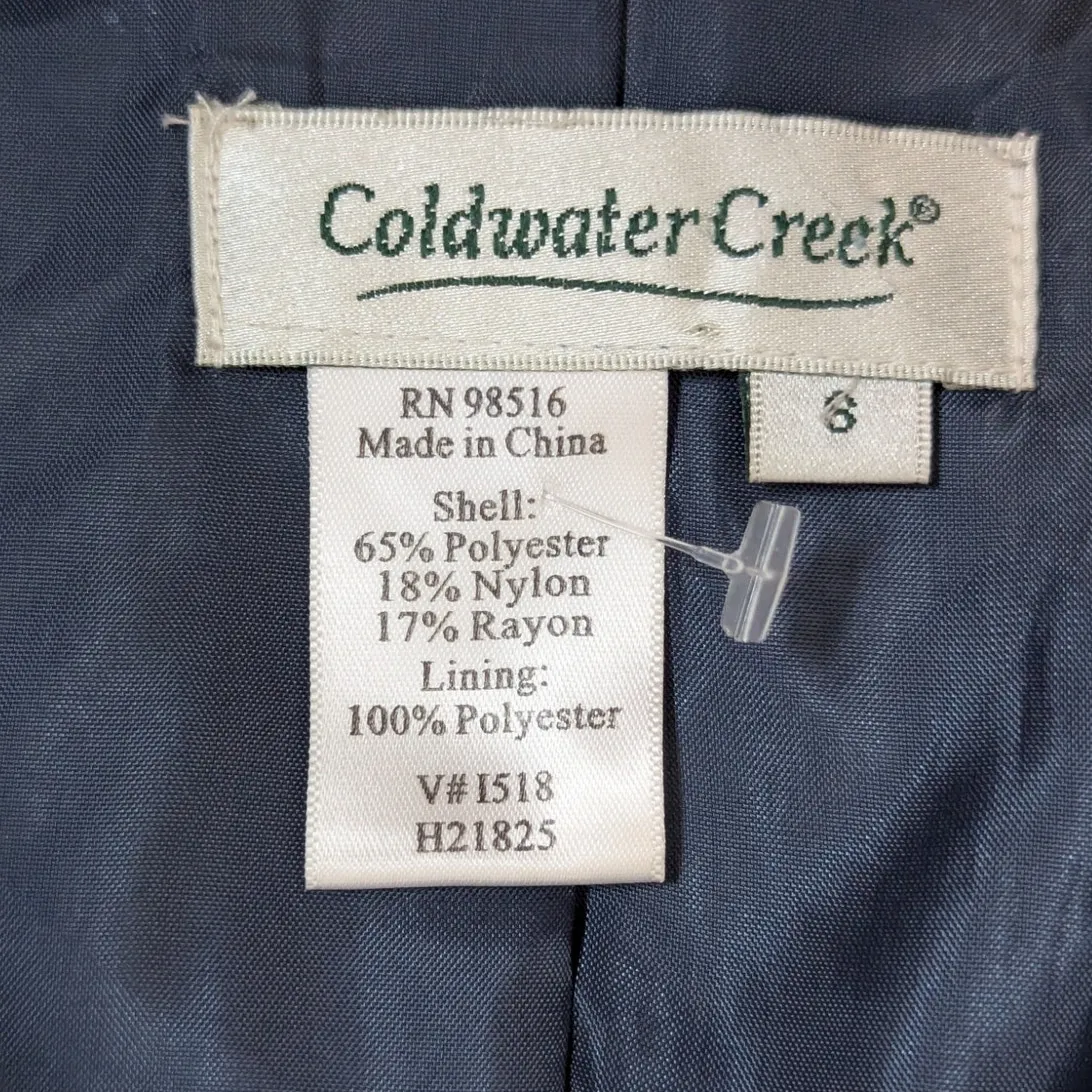 Coldwater Creek®
6
RN 98516
Made in China
Shell:
65% Polyester
18% Nylon
17% Rayon
Lining:
100% Polyester
V# I518
H21825